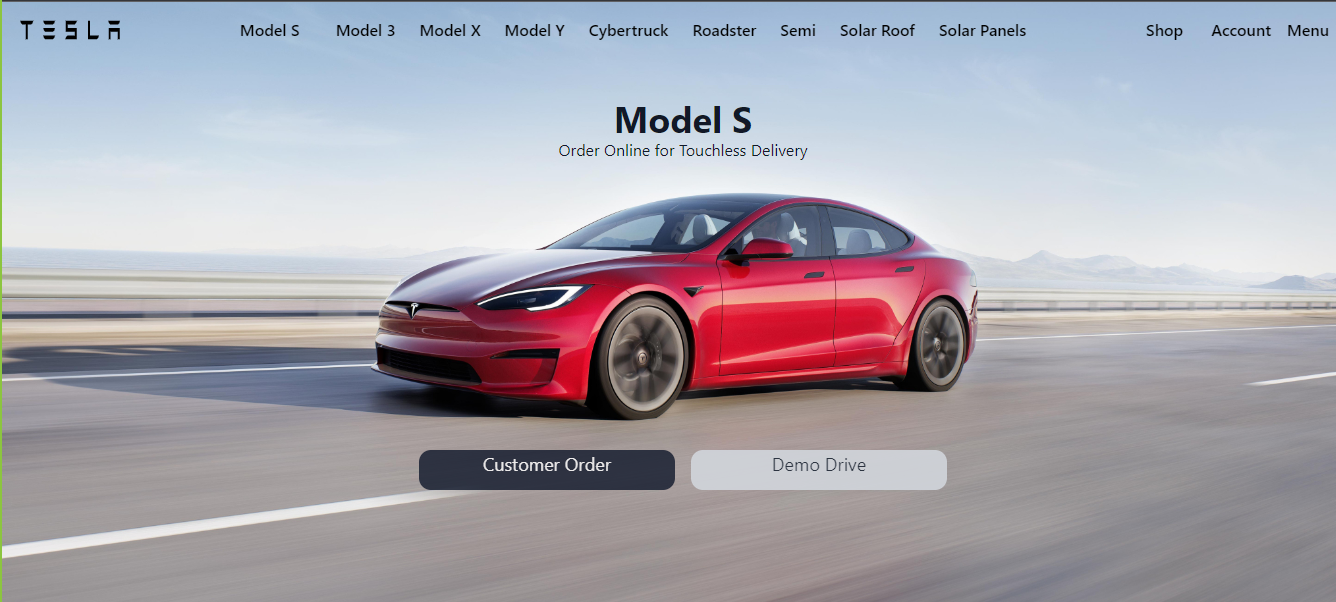 TESLA Model S Model 3 Model X Model Y Cybertruck Roadster Semi Solar Roof Solar Panels Shop Account Menu
Model S
Order Online for Touchless Delivery
Customer Order Demo Drive